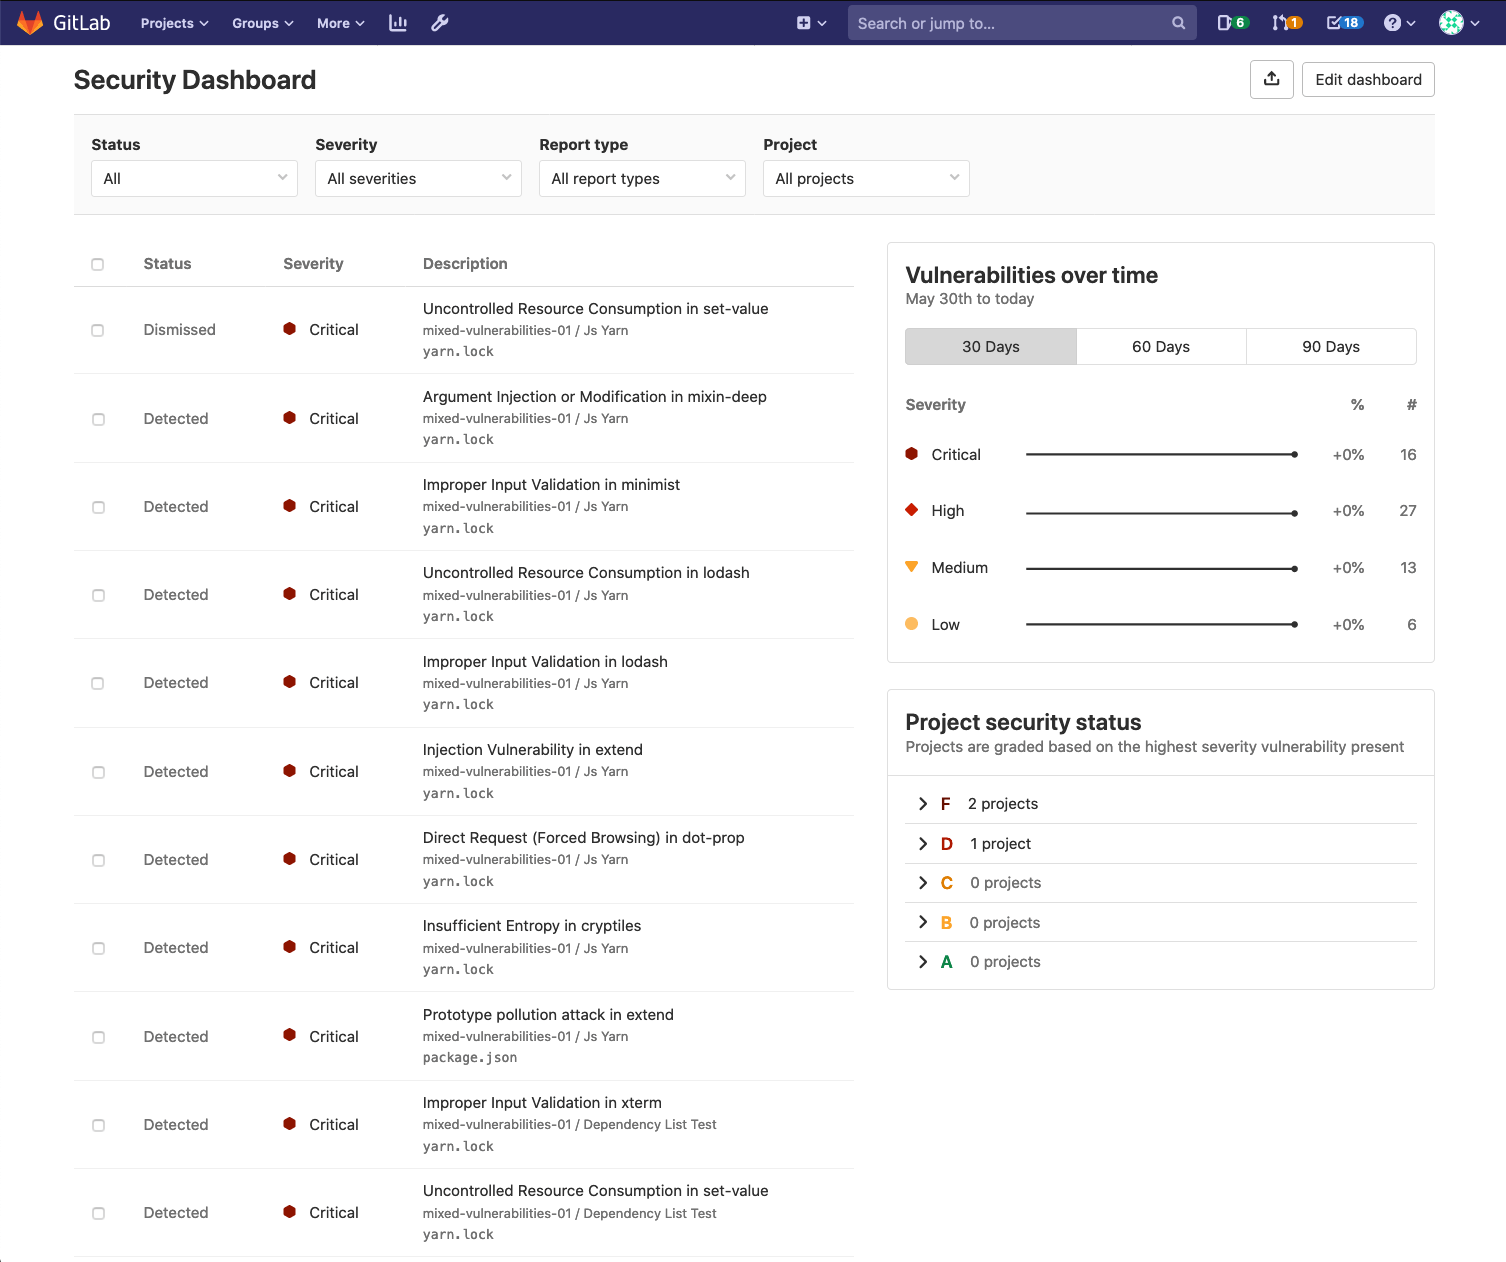 GitLab Projects Groups More Search or jump to... 6 1 18 ?
Security Dashboard
Edit dashboard
Status Severity Report type Project
All All severities All report types All projects
Status Severity Description
Dismissed Critical
Uncontrolled Resource Consumption in set-value
mixed-vulnerabilities-01 / Js Yarn
yarn.lock
Detected Critical
Argument Injection or Modification in mixin-deep
mixed-vulnerabilities-01 / Js Yarn
yarn.lock
Detected Critical
Improper Input Validation in minimist
mixed-vulnerabilities-01 / Js Yarn
yarn.lock
Detected Critical
Uncontrolled Resource Consumption in lodash
mixed-vulnerabilities-01 / Js Yarn
yarn.lock
Detected Critical
Improper Input Validation in lodash
mixed-vulnerabilities-01 / Js Yarn
yarn.lock
Detected Critical
Injection Vulnerability in extend
mixed-vulnerabilities-01 / Js Yarn
yarn.lock
Detected Critical
Direct Request (Forced Browsing) in dot-prop
mixed-vulnerabilities-01 / Js Yarn
yarn.lock
Detected Critical
Insufficient Entropy in cryptiles
mixed-vulnerabilities-01 / Js Yarn
yarn.lock
Detected Critical
Prototype pollution attack in extend
mixed-vulnerabilities-01 / Js Yarn
package.json
Detected Critical
Improper Input Validation in xterm
mixed-vulnerabilities-01 / Dependency List Test
yarn.lock
Detected Critical
Uncontrolled Resource Consumption in set-value
mixed-vulnerabilities-01 / Dependency List Test
yarn.lock
Vulnerabilities over time
May 30th to today
30 Days 60 Days 90 Days
Severity % #
Critical +0% 16
High +0% 27
Medium +0% 13
Low +0% 6
Project security status
Projects are graded based on the highest severity vulnerability present
F 2 projects
D 1 project
C 0 projects
B 0 projects
A 0 projects